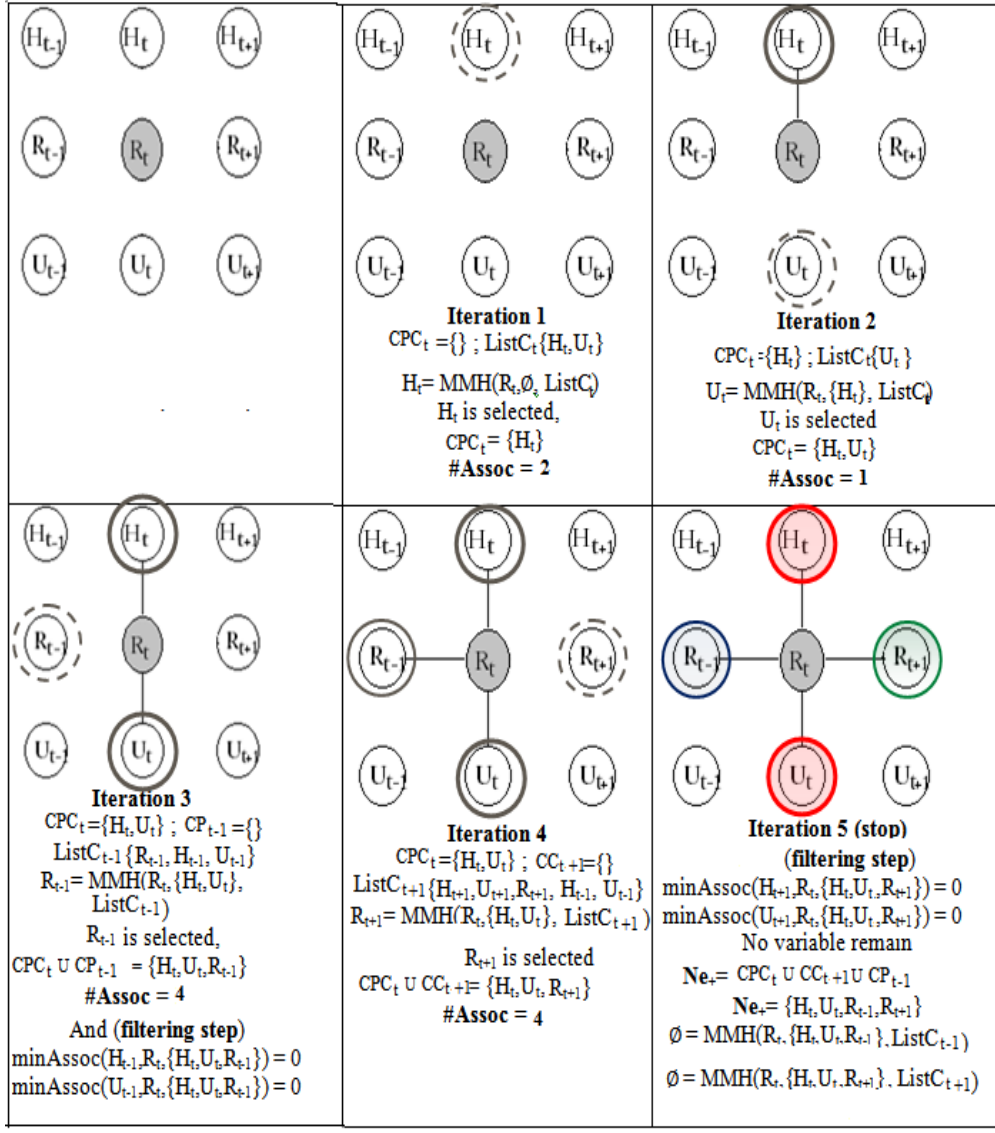 H_{t-1} H_t H_{t+1}
R_{t-1} R_t R_{t+1}
U_{t-1} U_t U_{t+1}
H_{t-1} H_t H_{t+1}
R_{t-1} R_t R_{t+1}
U_{t-1} U_t U_{t+1}
Iteration 1
CPC_t ={} ; ListC_t{H_t,U_t}
H_t= MMH(R_t,∅, ListC_t)
H_t is selected,
CPC_t= {H_t}
#Assoc = 2
H_{t-1} H_t H_{t+1}
R_{t-1} R_t R_{t+1}
U_{t-1} U_t U_{t+1}
Iteration 2
CPC_t={H_t} ; ListC_t{U_t }
U_t= MMH(R_t,{H_t}, ListC_t)
U_t is selected
CPC_t= {H_t,U_t}
#Assoc = 1
H_{t-1} H_t H_{t+1}
R_{t-1} R_t R_{t+1}
U_{t-1} U_t U_{t+1}
Iteration 3
CPC_t={H_t,U_t} ; CP_{t-1} ={}
ListC_{t-1}{R_{t-1}, H_{t-1}, U_{t-1}}
R_{t-1}= MMH(R_t,{H_t,U_t},
ListC_{t-1})
R_{t-1} is selected,
CPC_t U CP_{t-1} = {H_t,U_t,R_{t-1}}
#Assoc = 4
And (filtering step)
minAssoc(H_{t-1},R_t,{H_t,U_t,R_{t-1}}) = 0
minAssoc(U_{t-1},R_t,{H_t,U_t,R_{t-1}}) = 0
H_{t-1} H_t H_{t+1}
R_{t-1} R_t R_{t+1}
U_{t-1} U_t U_{t+1}
Iteration 4
CPC_t={H_t,U_t} ; CC_{t+1}={}
ListC_{t+1}{H_{t+1},U_{t+1},R_{t+1}, H_{t-1}, U_{t-1}}
R_{t+1}= MMH(R_t,{H_t,U_t}, ListC_{t+1})
R_{t+1} is selected
CPC_t U CC_{t+1}= {H_t,U_t,R_{t+1}}
#Assoc = 4
H_{t-1} H_t H_{t+1}
R_{t-1} R_t R_{t+1}
U_{t-1} U_t U_{t+1}
Iteration 5 (stop)
(filtering step)
minAssoc(H_{t+1},R_t,{H_t,U_t,R_{t+1}}) = 0
minAssoc(U_{t+1},R_t,{H_t,U_t,R_{t+1}}) = 0
No variable remain
Ne_+= CPC_t U CC_{t+1} U CP_{t-1}
Ne_+= {H_t,U_t,R_{t-1},R_{t+1}}
∅ = MMH(R_t,{H_t,U_t,R_{t-1}},ListC_{t-1})
∅ = MMH(R_t,{H_t,U_t,R_{t+1}}, ListC_{t+1})